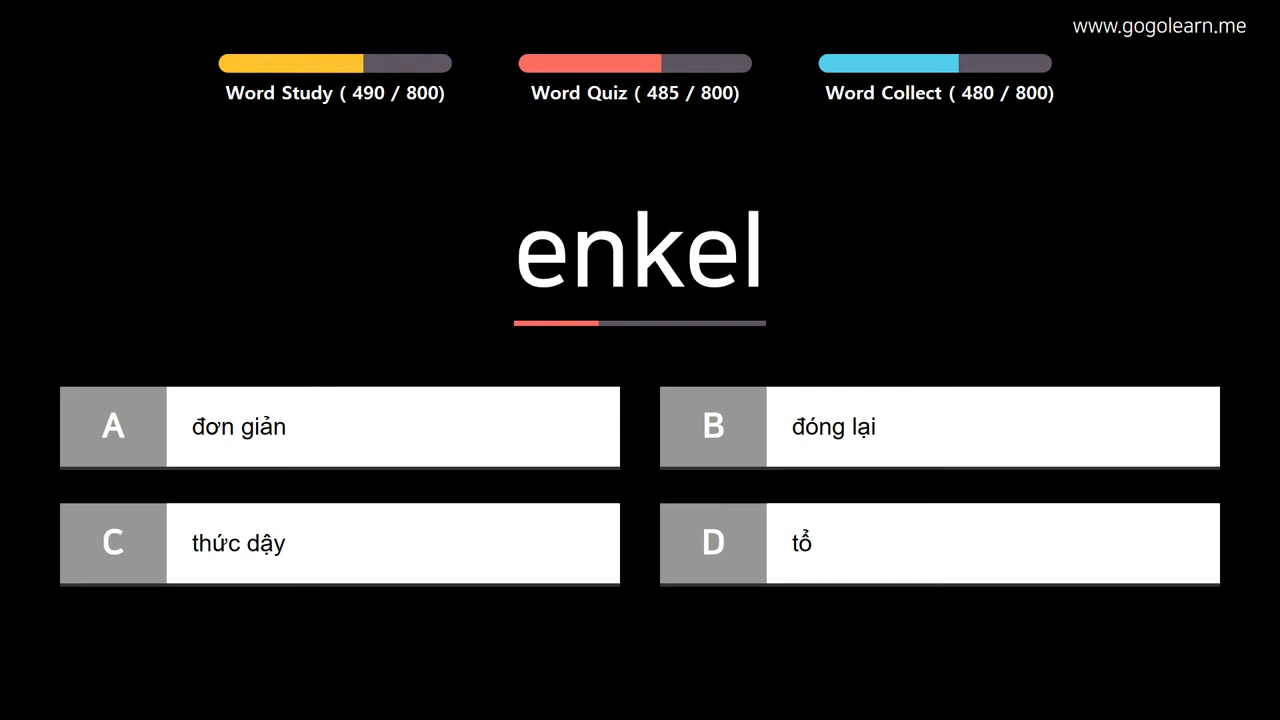 www.gogolearn.me
Word Study ( 490 / 800)
Word Quiz ( 485 / 800)
Word Collect ( 480 / 800)
enkel
A
đơn giản
B
đóng lại
C
thức dậy
D
tổ